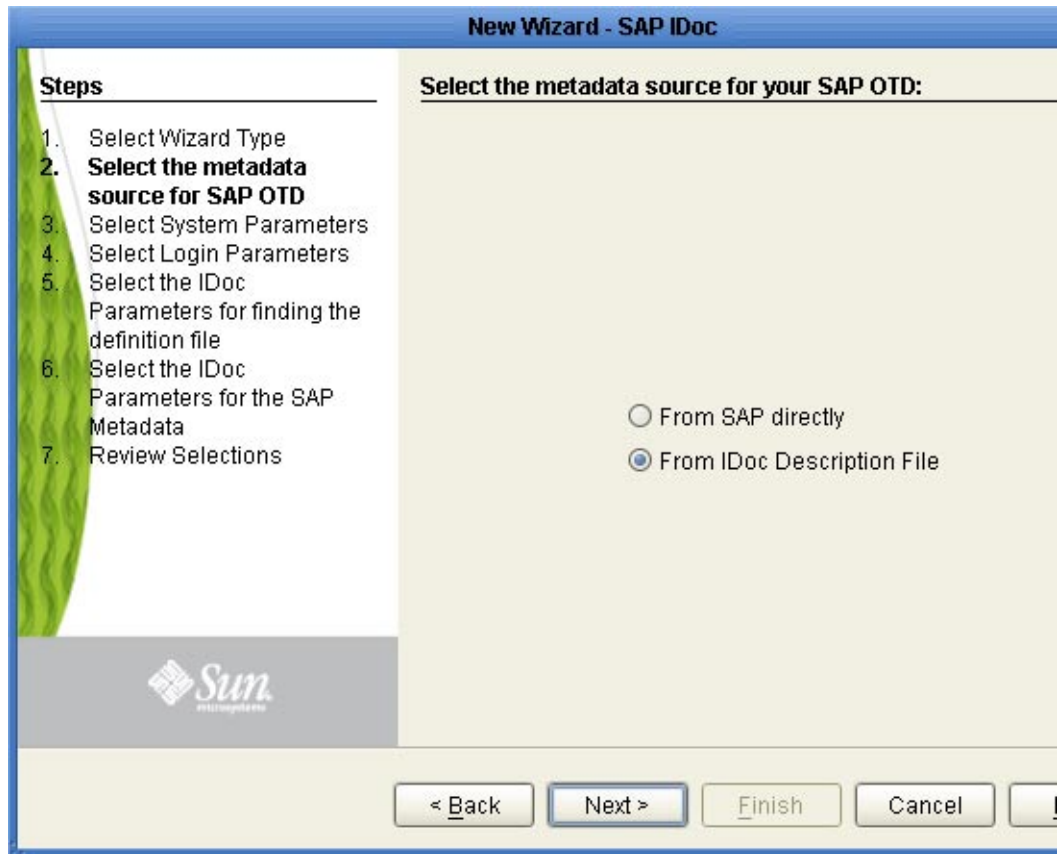 New Wizard - SAP IDoc
Steps
1. Select Wizard Type
2. Select the metadata
source for SAP OTD
3. Select System Parameters
4. Select Login Parameters
5. Select the IDoc
Parameters for finding the
definition file
6. Select the IDoc
Parameters for the SAP
Metadata
7. Review Selections
Sun
microsystems
Select the metadata source for your SAP OTD:
From SAP directly
From IDoc Description File
< Back
Next >
Finish
Cancel